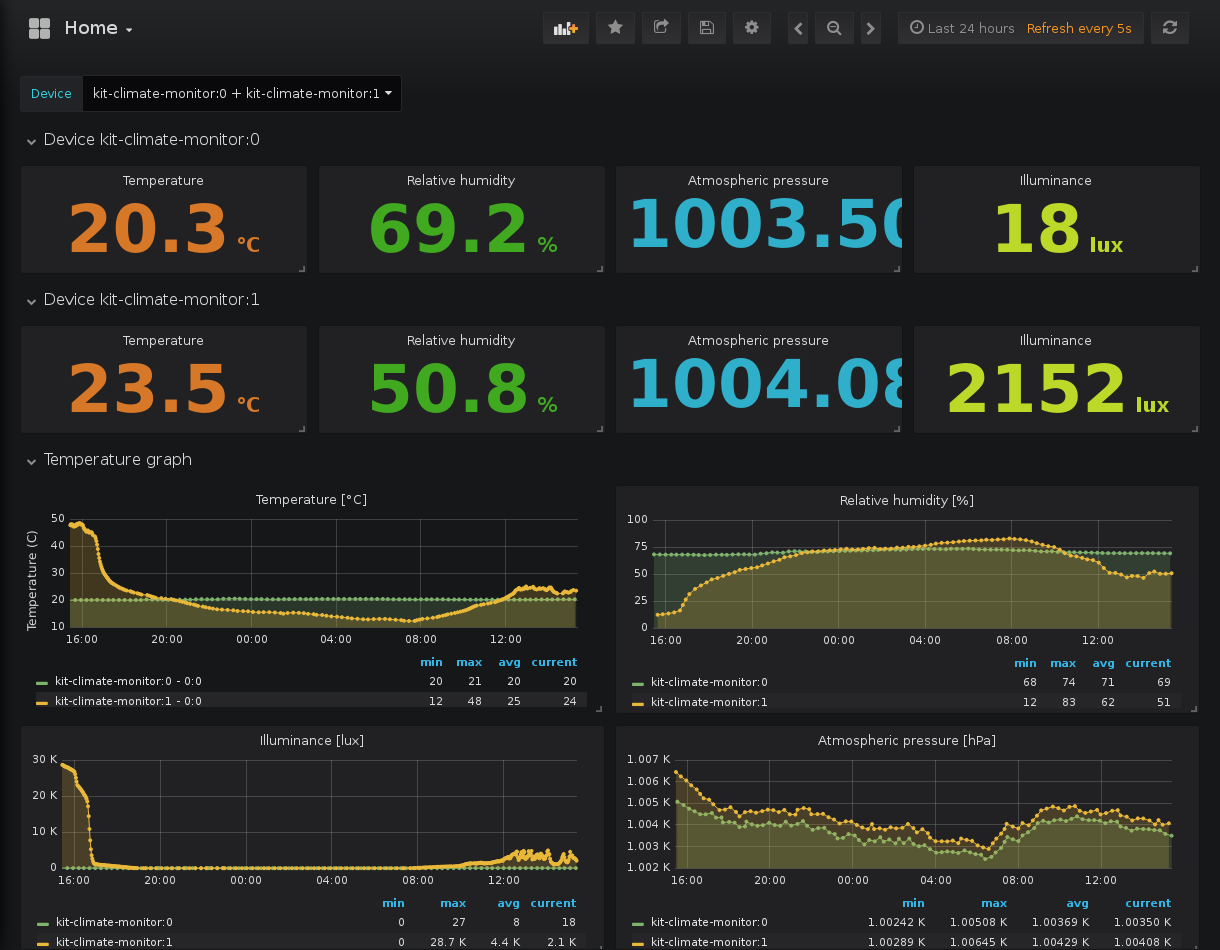 Home
Last 24 hours Refresh every 5s
Device kit-climate-monitor:0 + kit-climate-monitor:1
Device kit-climate-monitor:0
Temperature Relative humidity Atmospheric pressure Illuminance
20.3 °C 69.2 % 1003.50 18 lux
Device kit-climate-monitor:1
Temperature Relative humidity Atmospheric pressure Illuminance
23.5 °C 50.8 % 1004.08 2152 lux
Temperature graph
Temperature [°C]
Temperature (C)
50
40
30
20
10
16:00 20:00 00:00 04:00 08:00 12:00
min max avg current
kit-climate-monitor:0 - 0:0 20 21 20 20
kit-climate-monitor:1 - 0:0 12 48 25 24
Relative humidity [%]
100
75
50
25
0
16:00 20:00 00:00 04:00 08:00 12:00
min max avg current
kit-climate-monitor:0 68 74 71 69
kit-climate-monitor:1 12 83 62 51
Illuminance [lux]
30 K
20 K
10 K
0
16:00 20:00 00:00 04:00 08:00 12:00
min max avg current
kit-climate-monitor:0 0 27 8 18
kit-climate-monitor:1 0 28.7 K 4.4 K 2.1 K
Atmospheric pressure [hPa]
1.007 K
1.006 K
1.005 K
1.004 K
1.003 K
1.002 K
16:00 20:00 00:00 04:00 08:00 12:00
min max avg current
kit-climate-monitor:0 1.00242 K 1.00508 K 1.00369 K 1.00350 K
kit-climate-monitor:1 1.00289 K 1.00645 K 1.00429 K 1.00408 K